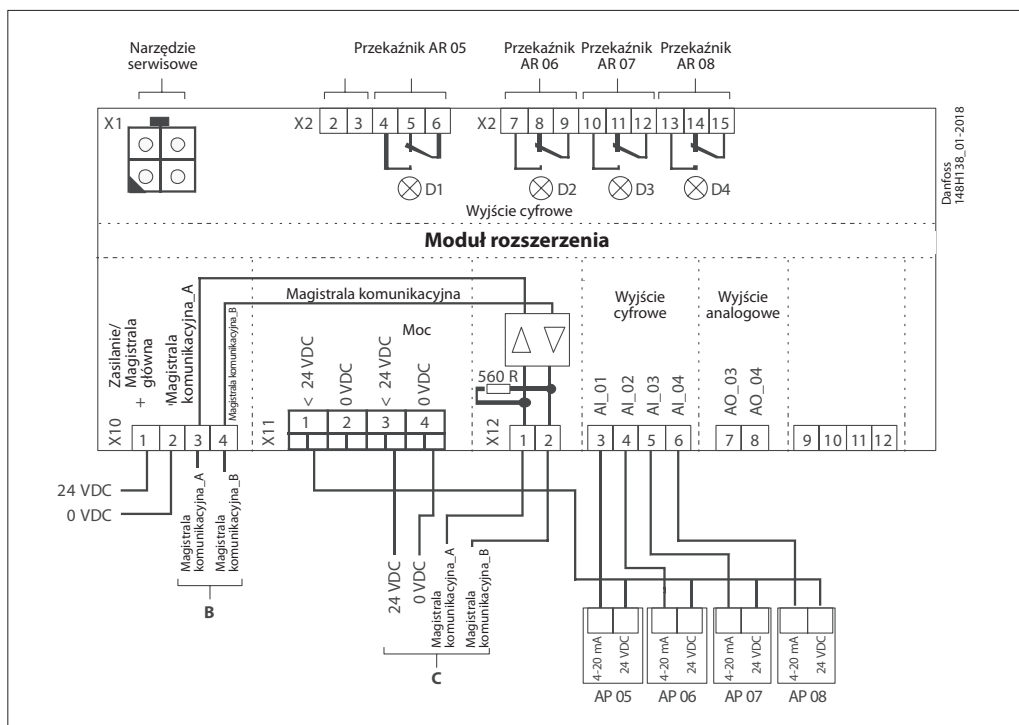 Narzędzie
serwisowe
Przekaźnik AR 05
Przekaźnik
AR 06
Przekaźnik
AR 07
Przekaźnik
AR 08
X1
X2
2
3
4
5
6
X2
7
8
9
10
11
12
13
14
15
D1
D2
D3
D4
Wyjście cyfrowe
Danfoss
148H138_01-2018
Moduł rozszerzenia
Magistrala komunikacyjna
Zasilanie/
Magistrala
główna
+
-
Magistrala
komunikacyjna_A
Magistrala komunikacyjna_B
Moc
< 24 VDC
0 VDC
< 24 VDC
0 VDC
560 R
Wyjście
cyfrowe
AI_01
AI_02
AI_03
AI_04
Wyjście
analogowe
AO_03
AO_04
X10
1
2
3
4
X11
1
2
3
4
X12
1
2
3
4
5
6
7
8
9
10
11
12
24 VDC
0 VDC
Magistrala
komunikacyjna_A
Magistrala
komunikacyjna_B
B
24 VDC
0 VDC
Magistrala
komunikacyjna_A
Magistrala
komunikacyjna_B
C
4-20 mA
24 VDC
4-20 mA
24 VDC
4-20 mA
24 VDC
4-20 mA
24 VDC
AP 05
AP 06
AP 07
AP 08